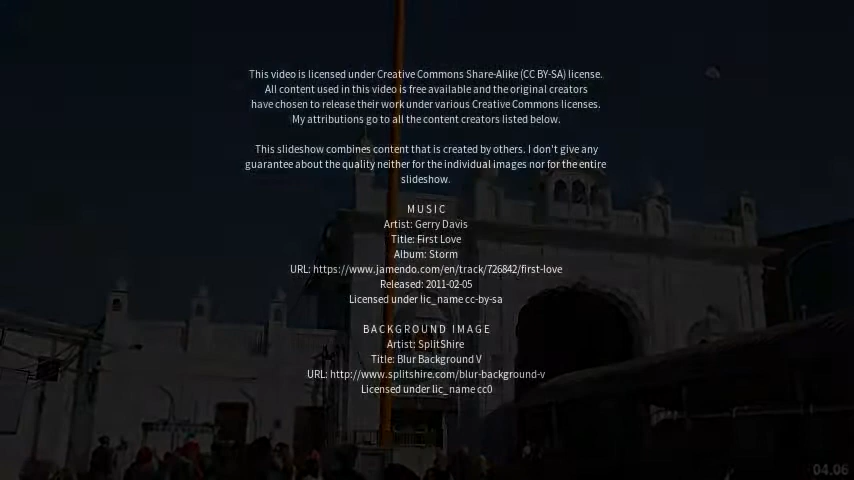 This video is licensed under Creative Commons Share-Alike (CC BY-SA) license.
All content used in this video is free available and the original creators
have chosen to release their work under various Creative Commons licenses.
My attributions go to all the content creators listed below.
This slideshow combines content that is created by others. I don't give any
guarantee about the quality neither for the individual images nor for the entire
slideshow.
MUSIC
Artist: Gerry Davis
Title: First Love
Album: Storm
URL: https://www.jamendo.com/en/track/726842/first-love
Released: 2011-02-05
Licensed under lic_name cc-by-sa
BACKGROUND IMAGE
Artist: SplitShire
Title: Blur Background V
URL: http://www.splitshire.com/blur-background-v
Licensed under lic_name cc0
04.06